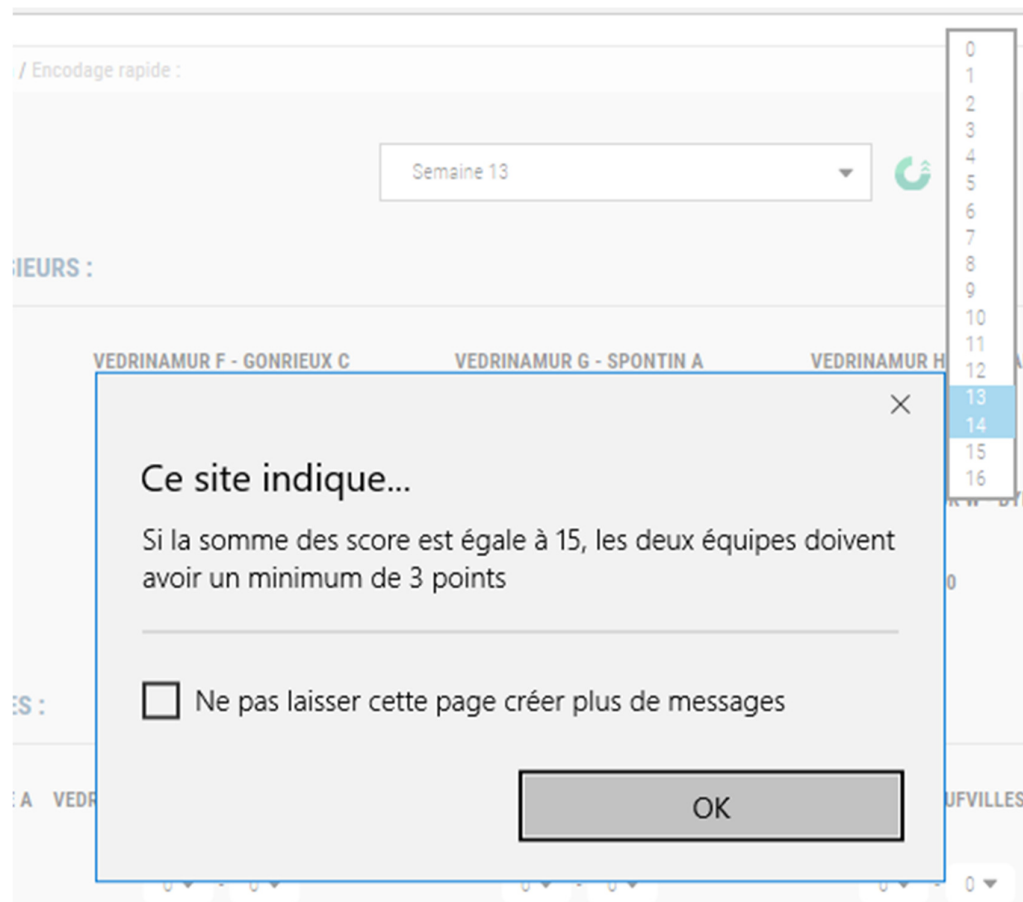 / Encodage rapide :
Semaine 13
SIEURS :
VEDRINAMUR F - GONRIEUX C
VEDRINAMUR G - SPONTIN A
VEDRINAMUR H
0
1
2
3
4
5
6
7
8
9
10
11
12
13
14
15
16
Ce site indique...
Si la somme des score est égale à 15, les deux équipes doivent
avoir un minimum de 3 points
Ne pas laisser cette page créer plus de messages
OK
0
ES :
A VEDR
UFVILLES
0 - 0
0 - 0
0 - 0